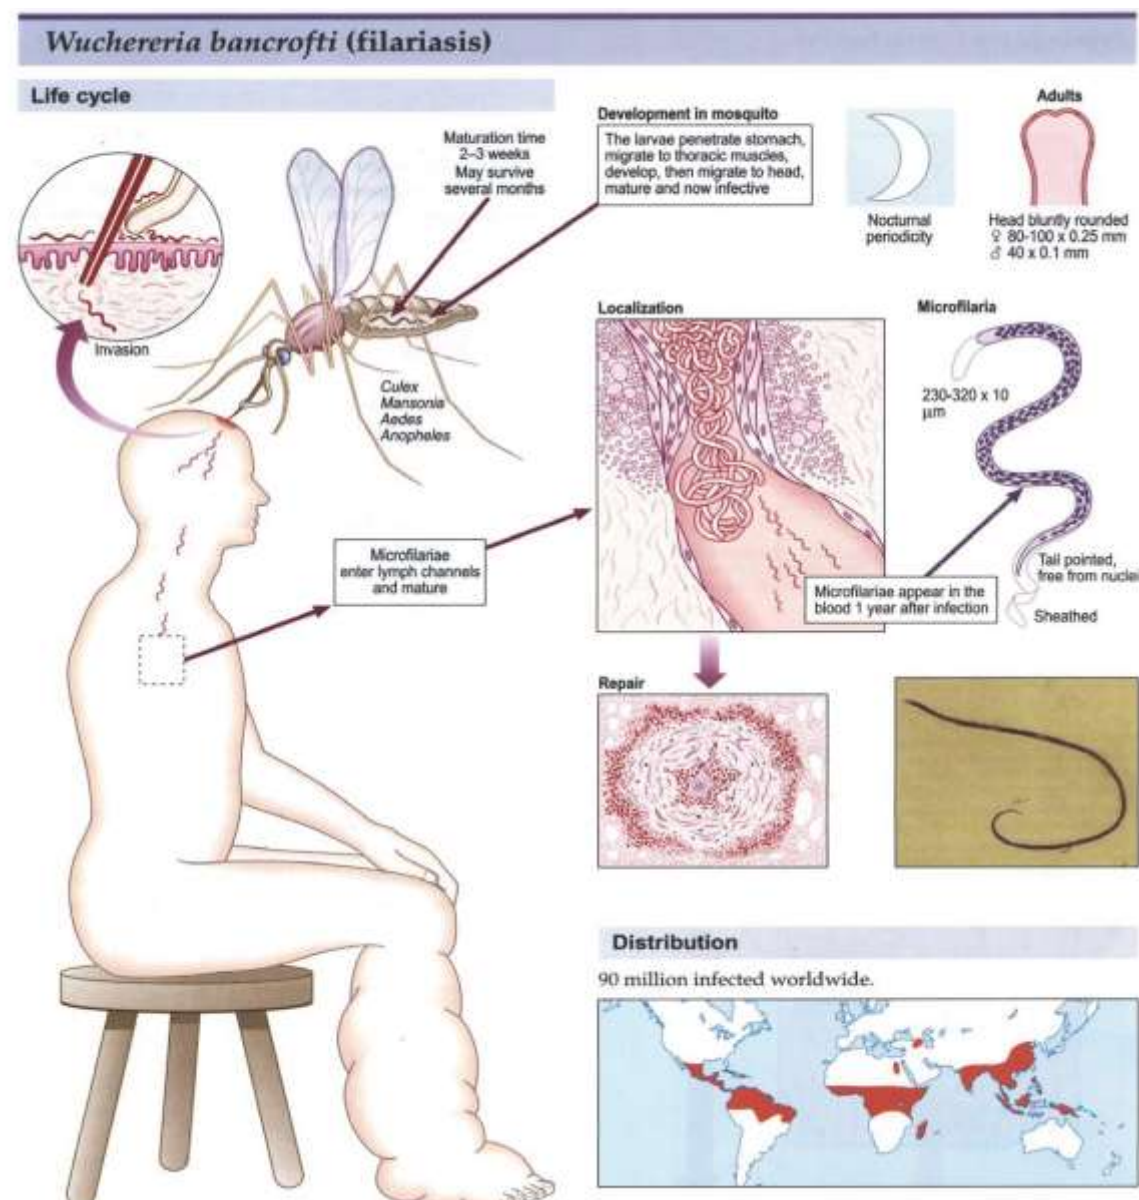 Wuchereria bancrofti (filariasis)
Life cycle
Maturation time
2–3 weeks
May survive
several months
Development in mosquito
The larvae penetrate stomach,
migrate to thoracic muscles,
develop, then migrate to head,
mature and now infective
Nocturnal
periodicity
Adults
Head bluntly rounded
♀ 80-100 x 0.25 mm
♂ 40 x 0.1 mm
Invasion
Culex
Mansonia
Aedes
Anopheles
Localization
Microfilaria
230-320 x 10
µm
Microfilariae
enter lymph channels
and mature
Microfilariae appear in the
blood 1 year after infection
Tail pointed,
free from nuclei
Sheathed
Repair
Distribution
90 million infected worldwide.